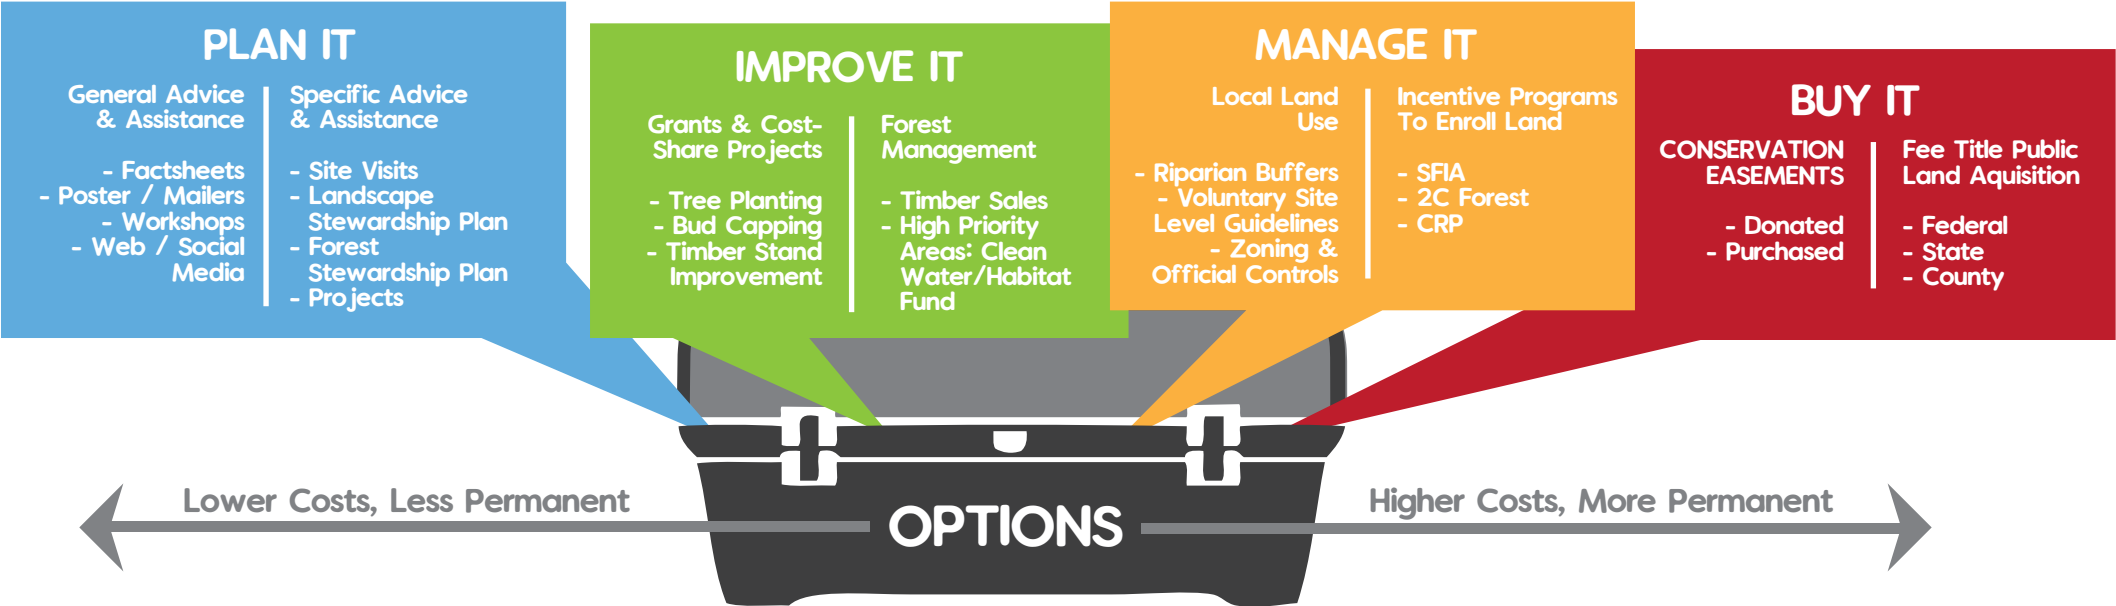 PLAN IT
General Advice
& Assistance
- Factsheets
- Poster / Mailers
- Workshops
- Web / Social
Media
Specific Advice
& Assistance
- Site Visits
- Landscape
Stewardship Plan
- Forest
Stewardship Plan
- Projects
IMPROVE IT
Grants & Cost-
Share Projects
- Tree Planting
- Bud Capping
- Timber Stand
Improvement
Forest
Management
- Timber Sales
- High Priority
Areas: Clean
Water/Habitat
Fund
MANAGE IT
Local Land
Use
- Riparian Buffers
- Voluntary Site
Level Guidelines
- Zoning &
Official Controls
Incentive Programs
To Enroll Land
- SFIA
- 2C Forest
- CRP
BUY IT
CONSERVATION
EASEMENTS
- Donated
- Purchased
Fee Title Public
Land Aquisition
- Federal
- State
- County
Lower Costs, Less Permanent
OPTIONS
Higher Costs, More Permanent